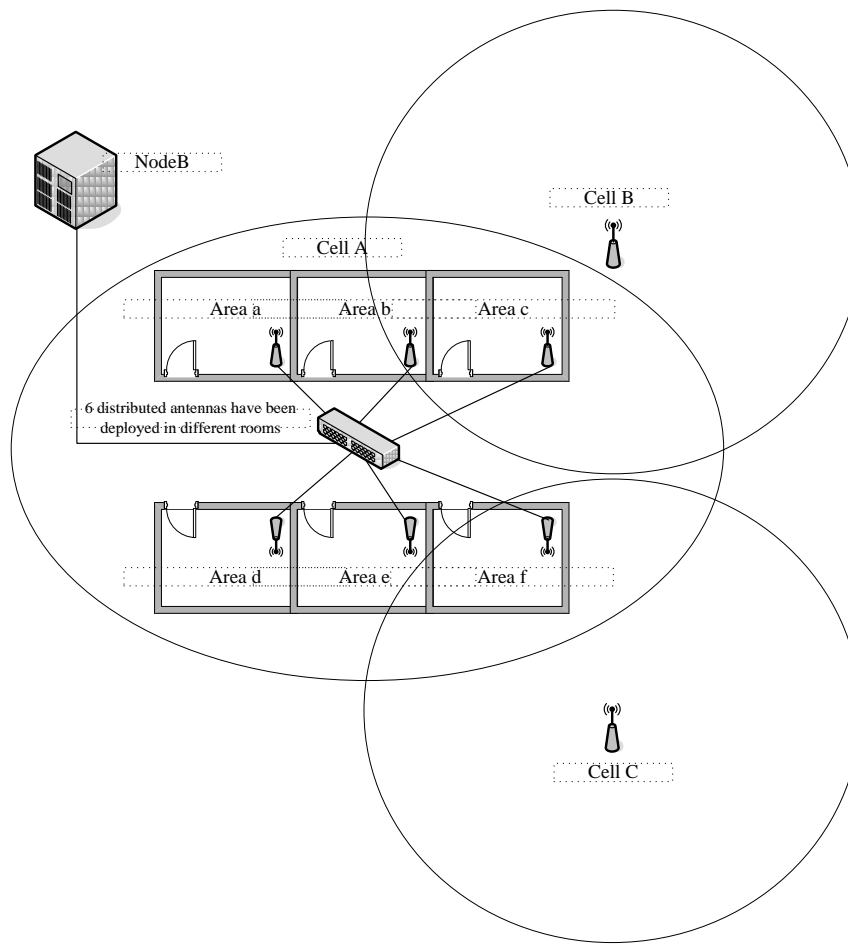 NodeB
Cell B
Cell A
Area a
Area b
Area c
6 distributed antennas have been
deployed in different rooms
Area d
Area e
Area f
Cell C